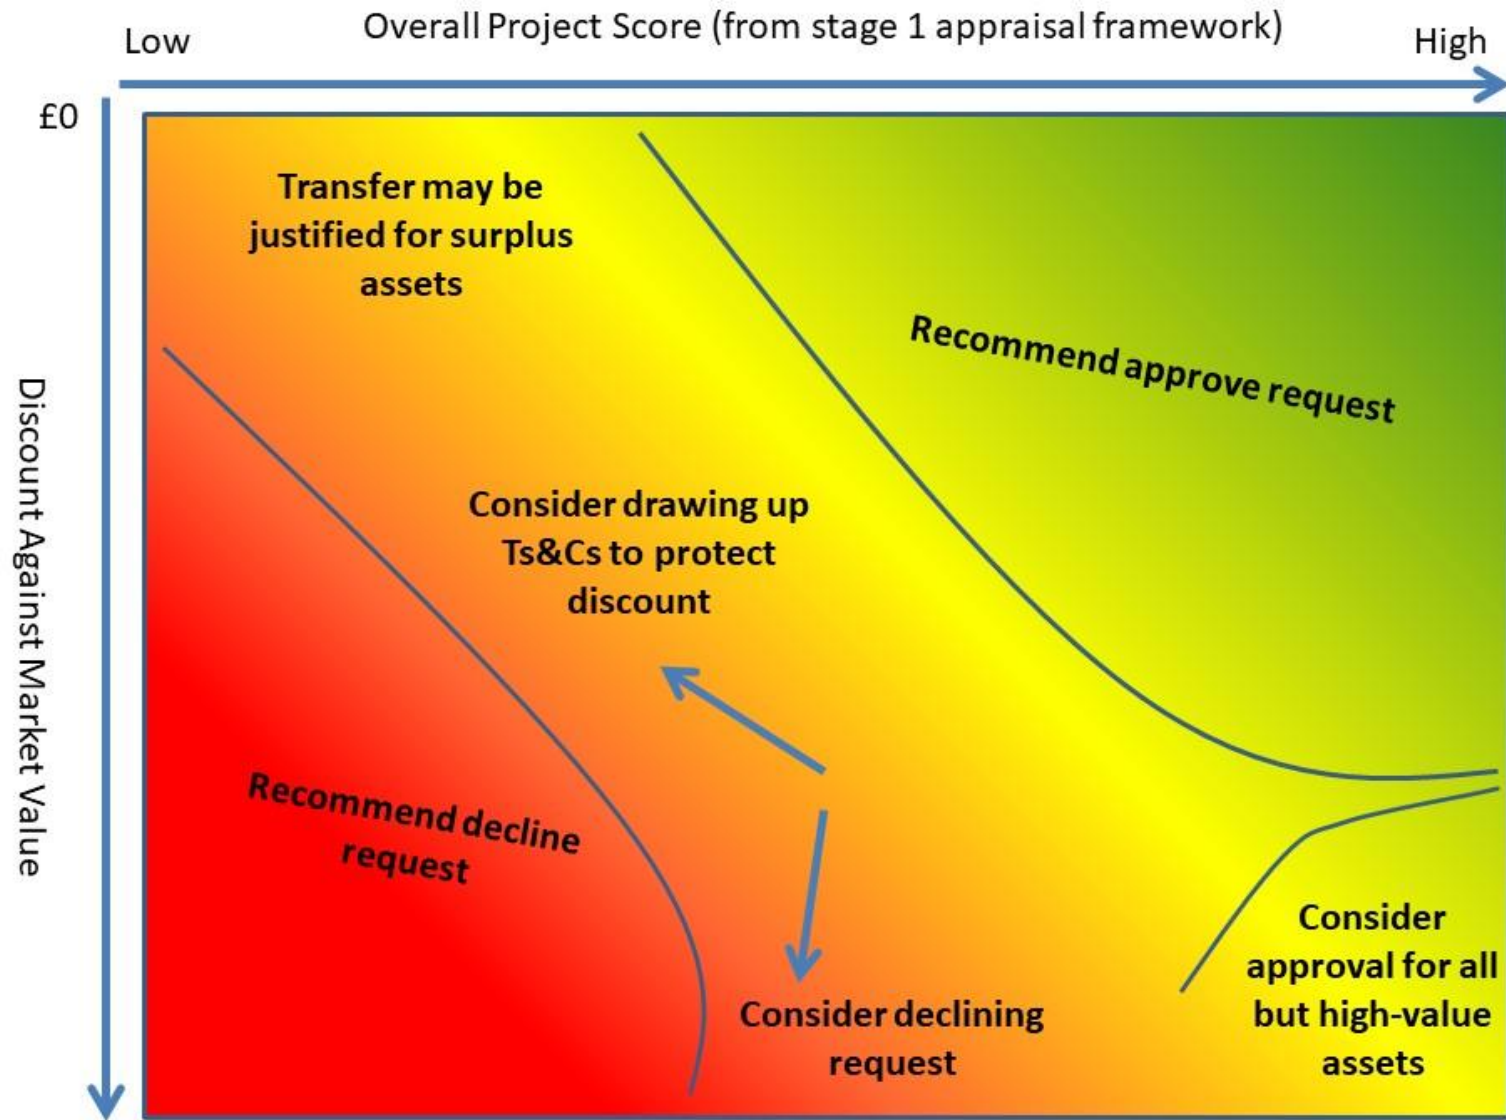 Overall Project Score (from stage 1 appraisal framework)
Low
High
£0
Discount Against Market Value
Transfer may be
justified for surplus
assets
Recommend approve request
Consider drawing up
Ts&Cs to protect
discount
Recommend decline
request
Consider declining
request
Consider
approval for all
but high-value
assets